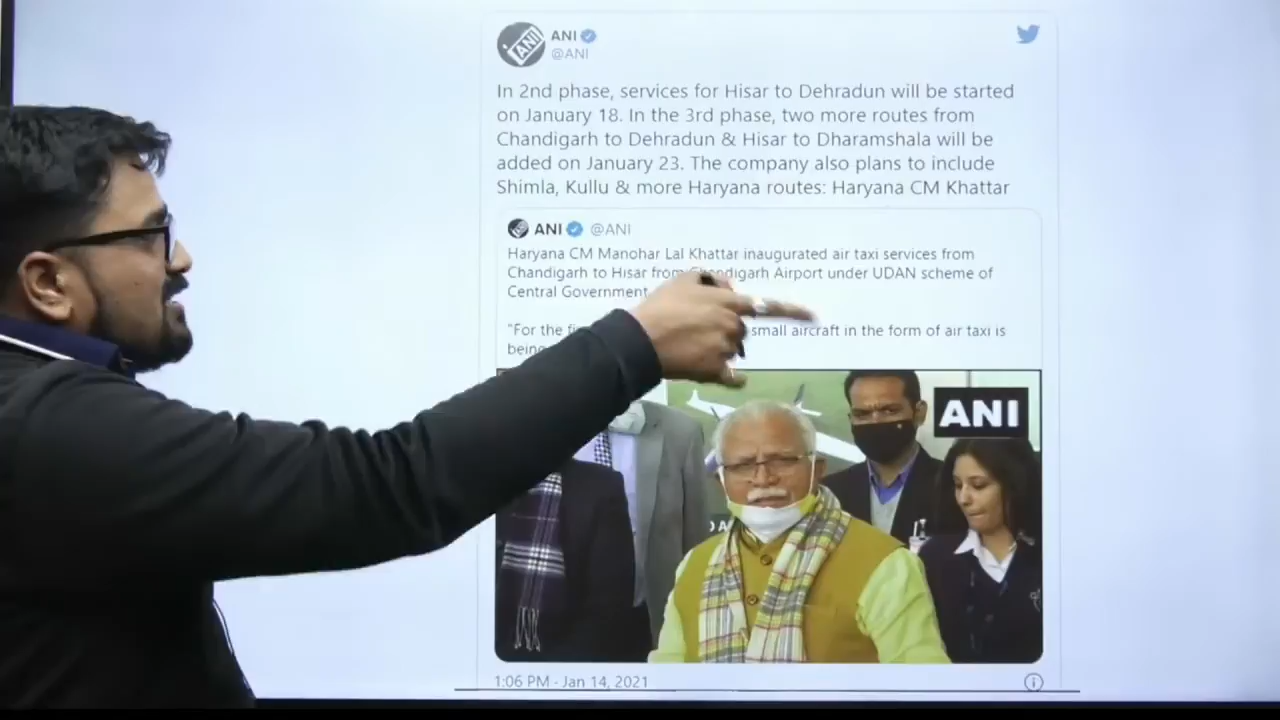 ANI
ANI
@ANI
In 2nd phase, services for Hisar to Dehradun will be started
on January 18. In the 3rd phase, two more routes from
Chandigarh to Dehradun & Hisar to Dharamshala will be
added on January 23. The company also plans to include
Shimla, Kullu & more Haryana routes: Haryana CM Khattar
ANI @ANI
Haryana CM Manohar Lal Khattar inaugurated air taxi services from
Chandigarh to Hisar from Chandigarh Airport under UDAN scheme of
Central Government.
"For the small aircraft in the form of air taxi is
being
ANI
1:06 PM · Jan 14, 2021